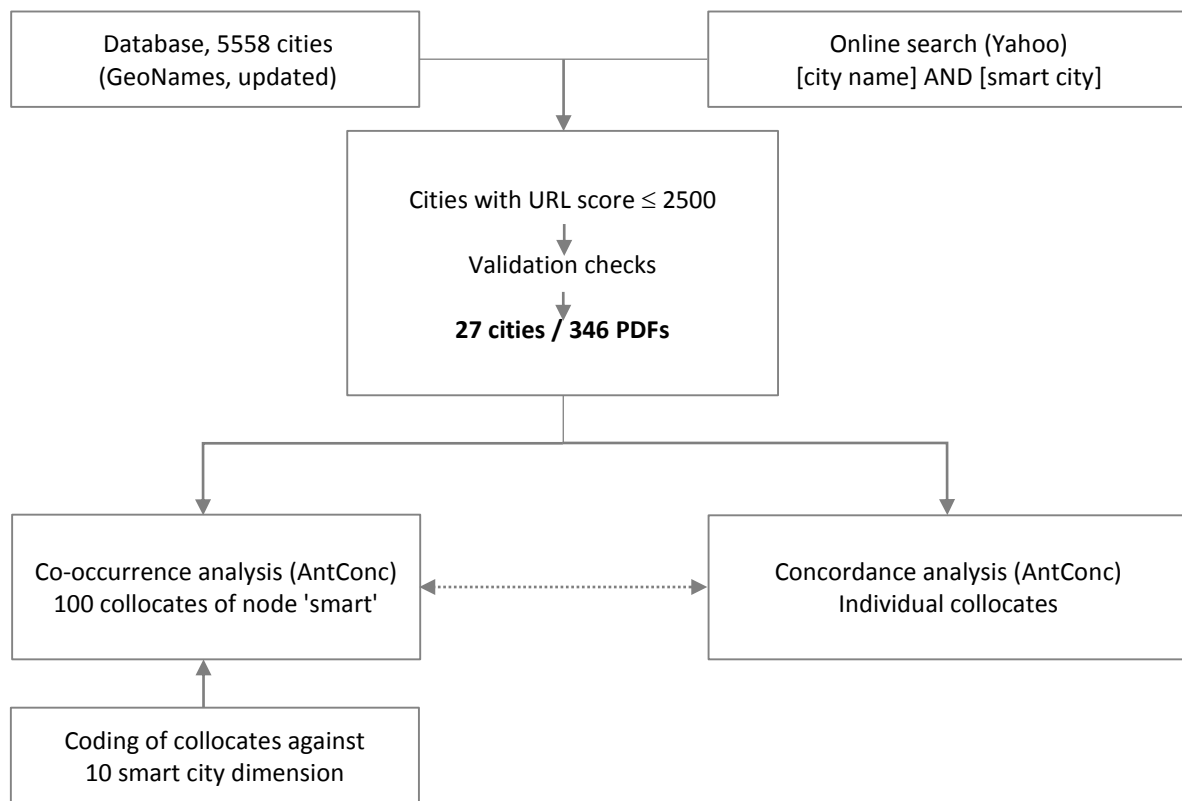 Database, 5558 cities
(GeoNames, updated)
Online search (Yahoo)
[city name] AND [smart city]
Cities with URL score ≤ 2500
Validation checks
27 cities / 346 PDFs
Co-occurrence analysis (AntConc)
100 collocates of node 'smart'
Concordance analysis (AntConc)
Individual collocates
Coding of collocates against
10 smart city dimension